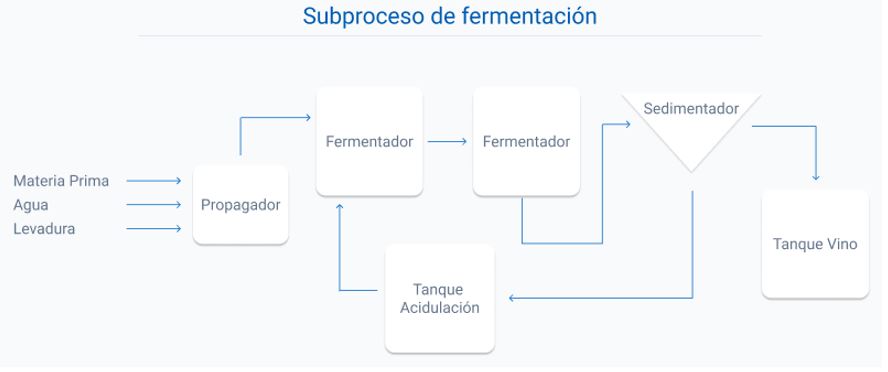 Subproceso de fermentación
Materia Prima
Agua
Levadura
Propagador
Fermentador
Fermentador
Sedimentador
Tanque Vino
Tanque
Acidulación